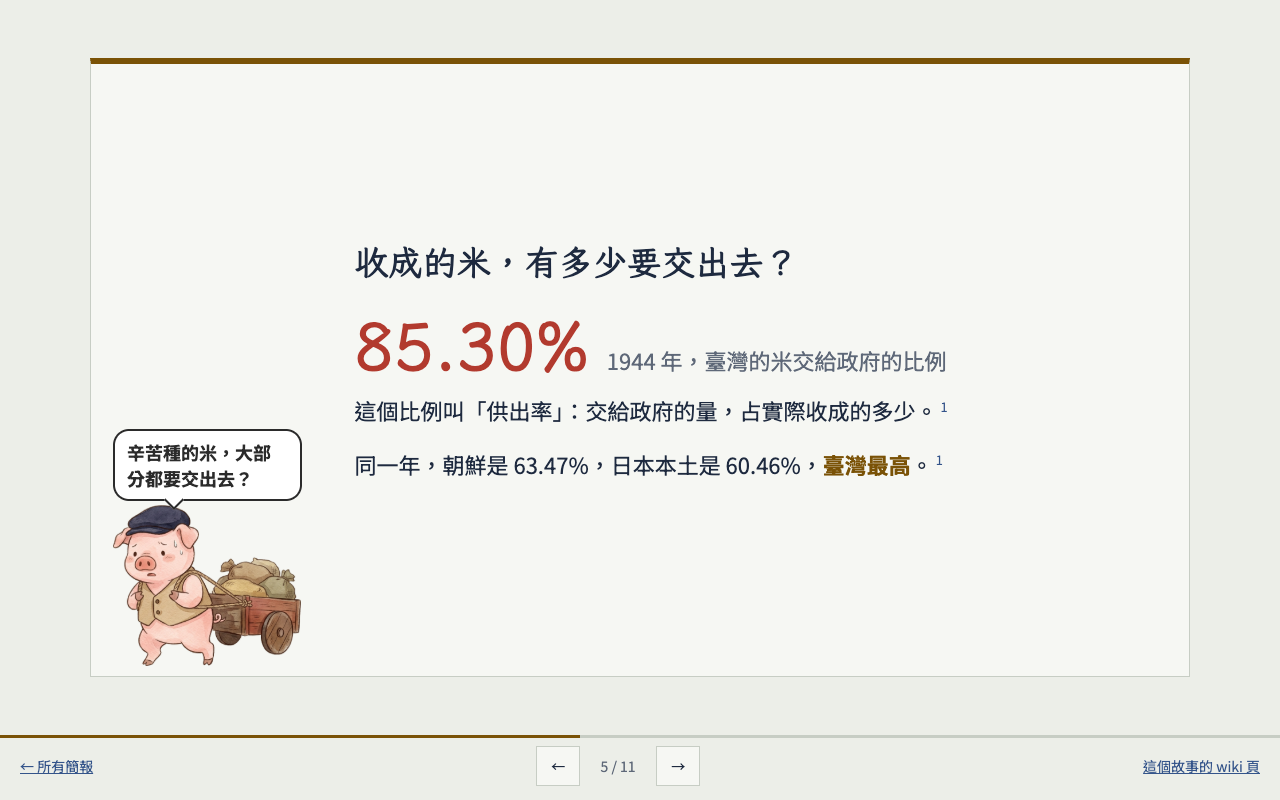 收成的米，有多少要交出去？
85.30% 1944 年，臺灣的米交給政府的比例
這個比例叫「供出率」：交給政府的量，占實際收成的多少。1
同一年，朝鮮是 63.47%，日本本土是 60.46%，臺灣最高。1
辛苦種的米，大部
分都要交出去？
← 所有簡報
←
5 / 11
→
這個故事的 wiki 頁